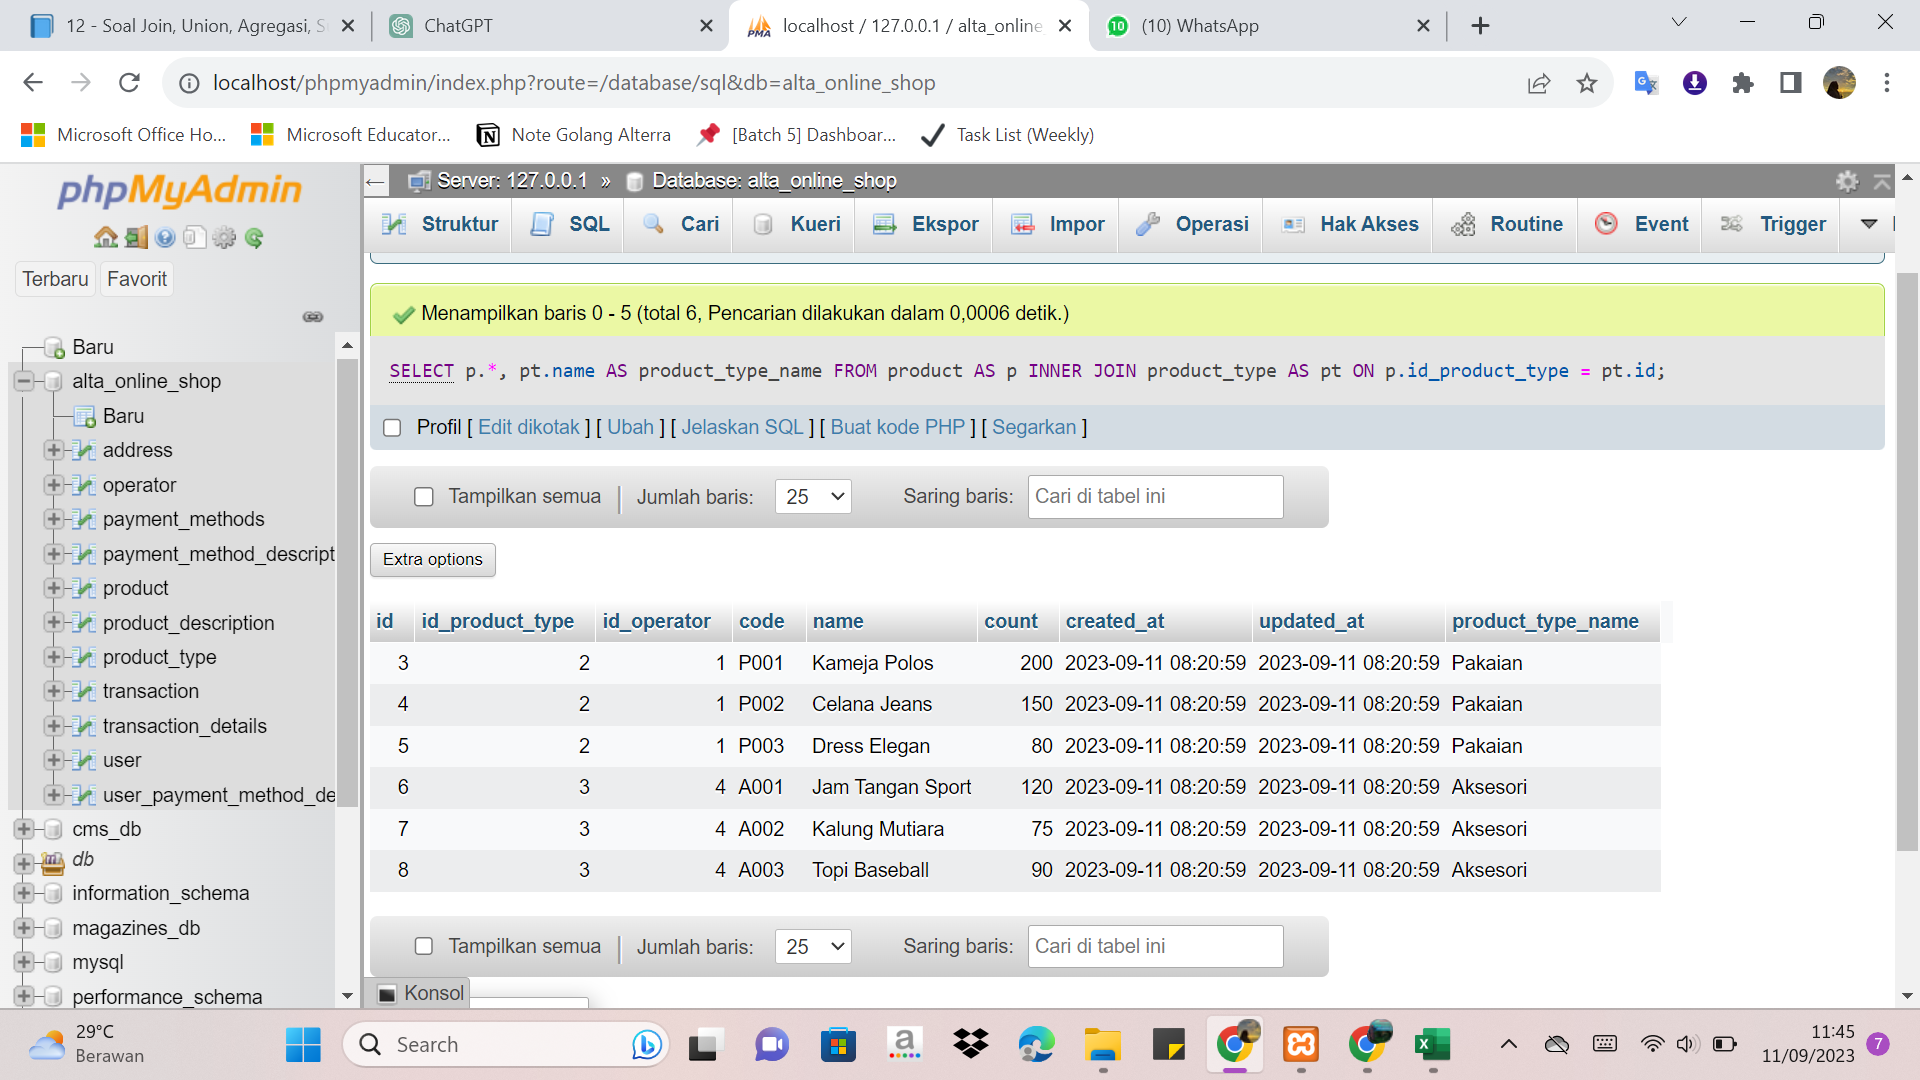 12 - Soal Join, Union, Agregasi, S
ChatGPT
localhost / 127.0.0.1 / alta_online
(10) WhatsApp
localhost/phpmyadmin/index.php?route=/database/sql&db=alta_online_shop
Microsoft Office Ho...
Microsoft Educator...
Note Golang Alterra
[Batch 5] Dashboar...
Task List (Weekly)
phpMyAdmin
Terbaru
Favorit
Baru
alta_online_shop
Baru
address
operator
payment_methods
payment_method_descript
product
product_description
product_type
transaction
transaction_details
user
user_payment_method_de
cms_db
db
information_schema
magazines_db
mysql
performance_schema
Server: 127.0.0.1 » Database: alta_online_shop
Struktur
SQL
Cari
Kueri
Ekspor
Impor
Operasi
Hak Akses
Routine
Event
Trigger
Menampilkan baris 0 - 5 (total 6, Pencarian dilakukan dalam 0,0006 detik.)
SELECT p.*, pt.name AS product_type_name FROM product AS p INNER JOIN product_type AS pt ON p.id_product_type = pt.id;
Profil [ Edit dikotak ] [ Ubah ] [ Jelaskan SQL ] [ Buat kode PHP ] [ Segarkan ]
Tampilkan semua | Jumlah baris: 25 Saring baris: Cari di tabel ini
Extra options
id id_product_type id_operator code name count created_at updated_at product_type_name
3 2 1 P001 Kameja Polos 200 2023-09-11 08:20:59 2023-09-11 08:20:59 Pakaian
4 2 1 P002 Celana Jeans 150 2023-09-11 08:20:59 2023-09-11 08:20:59 Pakaian
5 2 1 P003 Dress Elegan 80 2023-09-11 08:20:59 2023-09-11 08:20:59 Pakaian
6 3 4 A001 Jam Tangan Sport 120 2023-09-11 08:20:59 2023-09-11 08:20:59 Aksesori
7 3 4 A002 Kalung Mutiara 75 2023-09-11 08:20:59 2023-09-11 08:20:59 Aksesori
8 3 4 A003 Topi Baseball 90 2023-09-11 08:20:59 2023-09-11 08:20:59 Aksesori
Tampilkan semua | Jumlah baris: 25 Saring baris: Cari di tabel ini
Konsol
29°C
Berawan
Search
11:45
11/09/2023
7